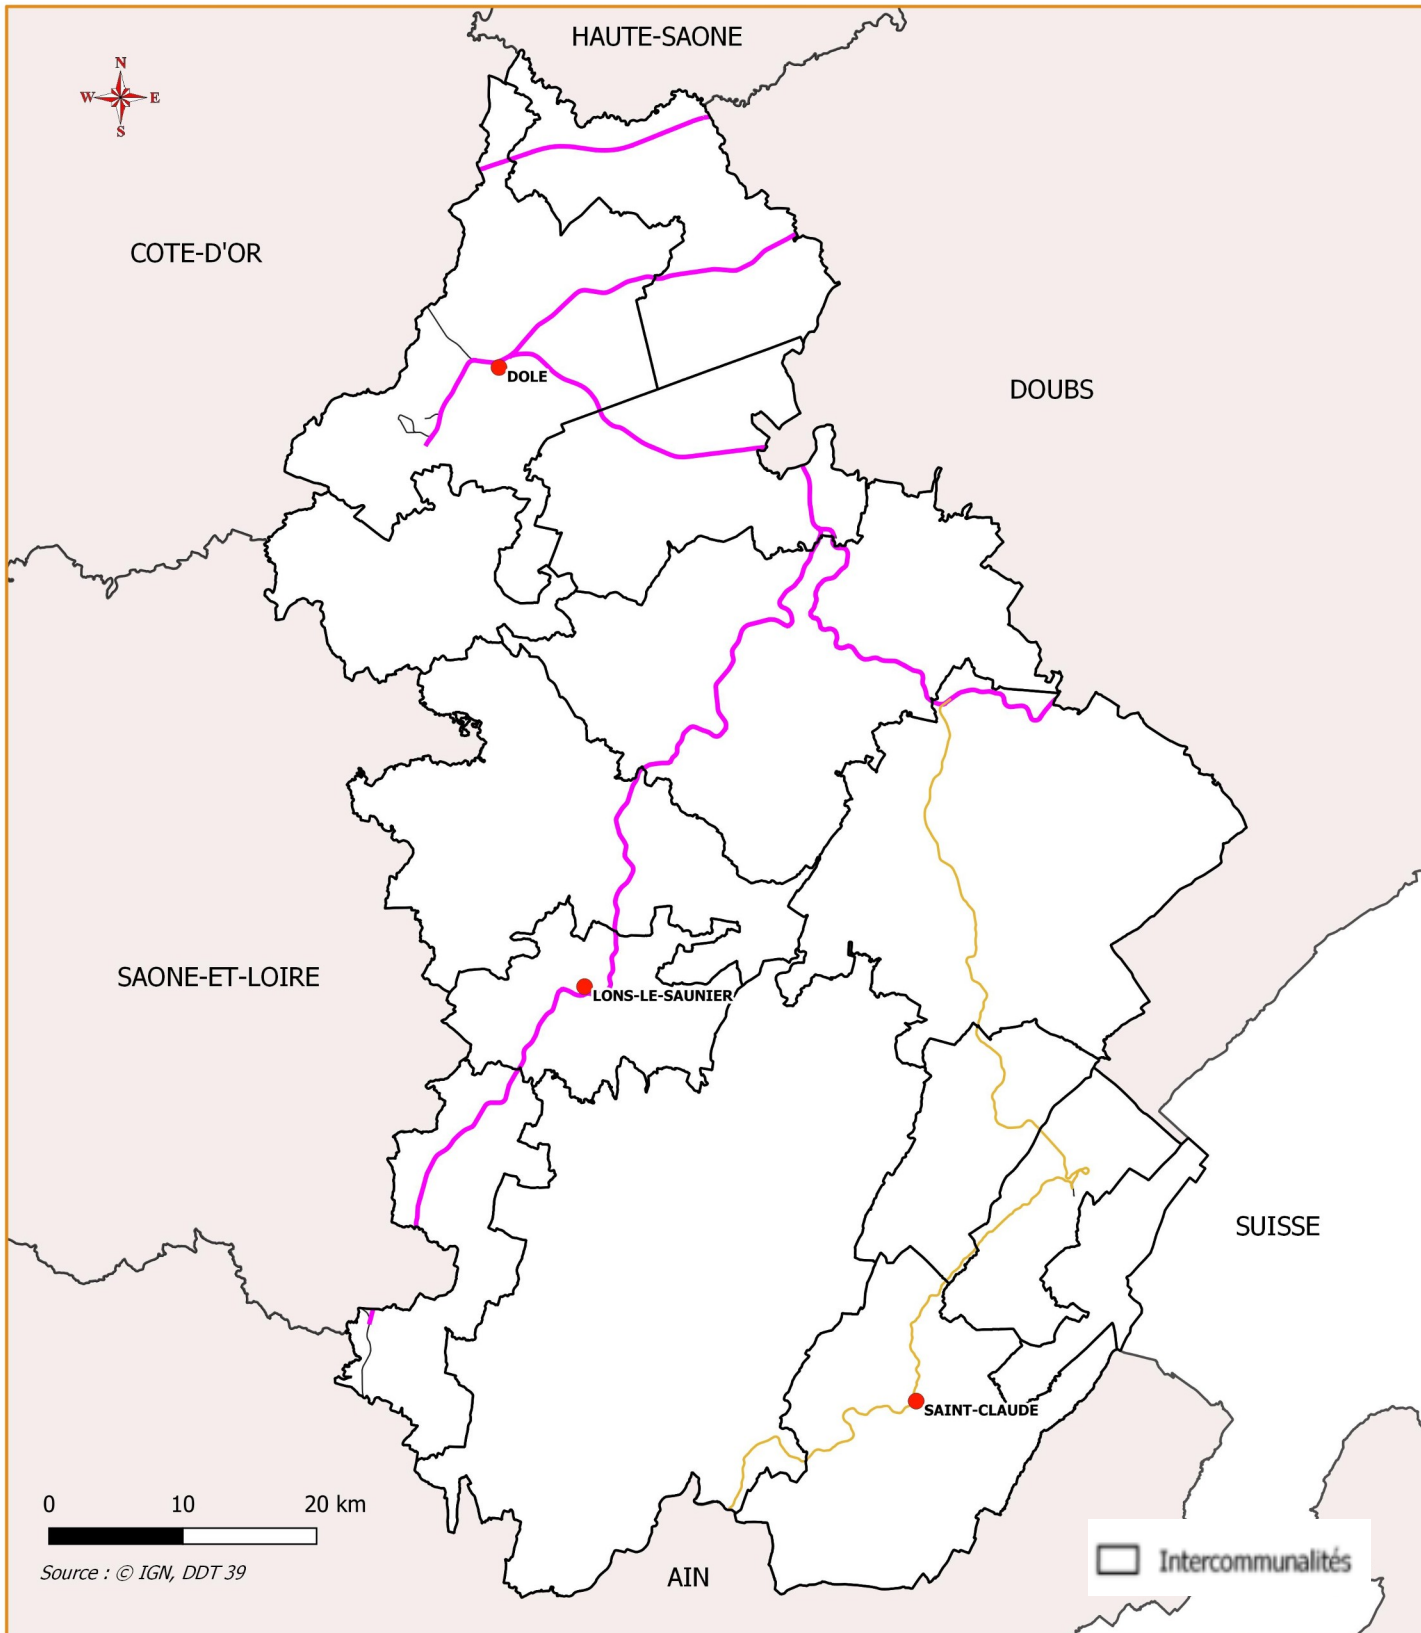 HAUTE-SAONE
N
W E
S
COTE-D'OR
DOLE
DOUBS
SAONE-ET-LOIRE
LONS-LE-SAUNIER
SUISSE
SAINT-CLAUDE
0 10 20 km
Source : © IGN, DDT 39
AIN
Intercommunalités